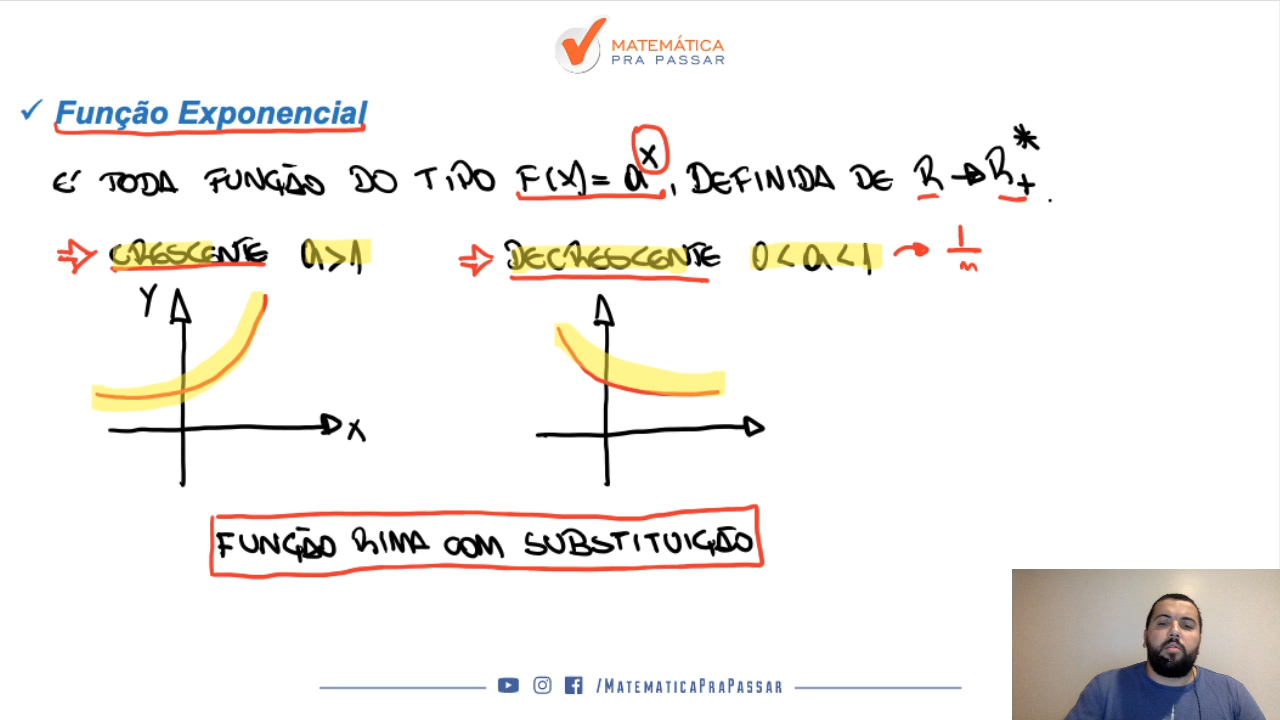 MATEMÁTICA
PRA PASSAR
✓ Função Exponencial
É TODA FUNÇÃO DO TIPO F(X) = a^X, DEFINIDA DE R → R*+.
⇒ CRESCENTE a > 1 ⇒ DECRESCENTE 0 < a < 1 → 1/m
Y
X
FUNÇÃO RIMA COM SUBSTITUIÇÃO
/MATEMATICAPRAPASSAR